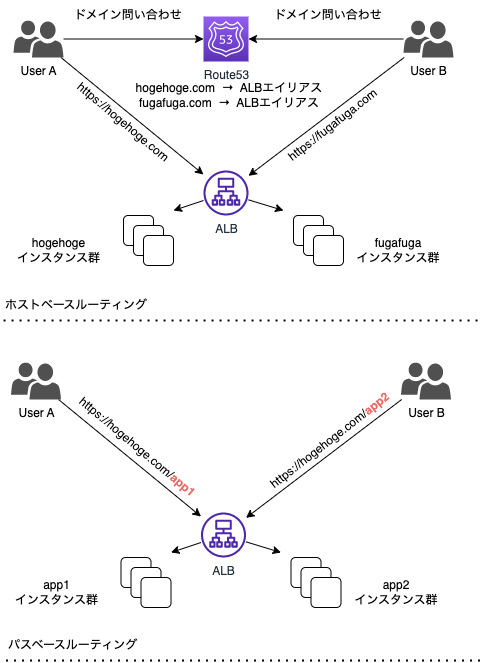 ドメイン問い合わせ
ドメイン問い合わせ
53
User A
User B
Route53
hogehoge.com → ALBエイリアス
fugafuga.com → ALBエイリアス
https://hogehoge.com
https://fugafuga.com
ALB
hogehoge
インスタンス群
fugafuga
インスタンス群
ホストベースルーティング
User A
User B
https://hogehoge.com/app1
https://hogehoge.com/app2
ALB
app1
インスタンス群
app2
インスタンス群
パスベースルーティング